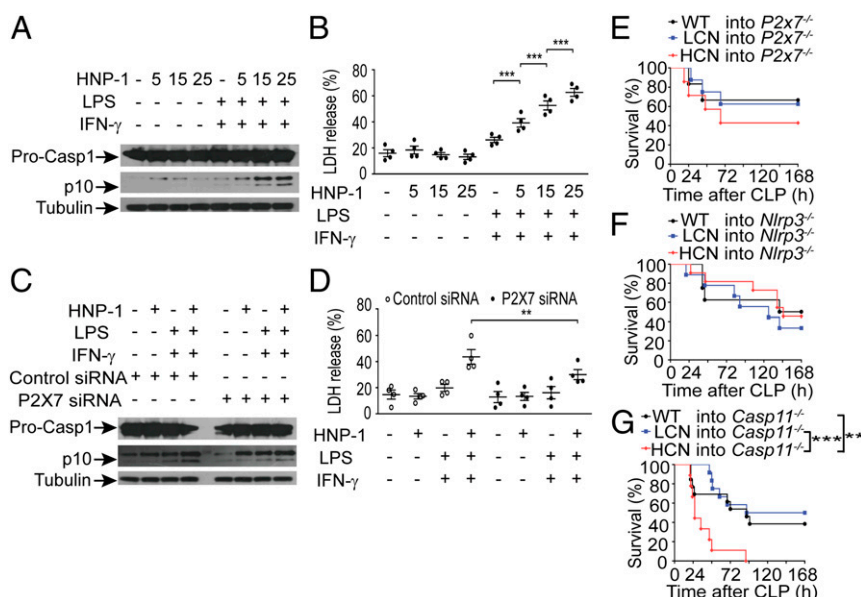 A
HNP-1 - 5 15 25 - 5 15 25
LPS - - - - + + + +
IFN-γ - - - - + + + +
Pro-Casp1
p10
Tubulin
B
LDH release (%)
100
80
60
40
20
0
*** *** ***
HNP-1 - 5 15 25 - 5 15 25
LPS - - - - + + + +
IFN-γ - - - - + + + +
C
HNP-1 - + - + - + - +
LPS - - + + - - + +
IFN-γ - - + + - - + +
Control siRNA + + + + - - - -
P2X7 siRNA - - - - + + + +
Pro-Casp1
p10
Tubulin
D
Control siRNA P2X7 siRNA
LDH release (%)
100
80
60
40
20
0
**
HNP-1 - + - + - + - +
LPS - - + + - - + +
IFN-γ - - + + - - + +
E
WT into P2x7-/-
LCN into P2x7-/-
HCN into P2x7-/-
Survival (%)
100
80
60
40
20
0
0 24 72 120 168
Time after CLP (h)
F
WT into Nlrp3-/-
LCN into Nlrp3-/-
HCN into Nlrp3-/-
Survival (%)
100
80
60
40
20
0
0 24 72 120 168
Time after CLP (h)
G
WT into Casp11-/-
LCN into Casp11-/-
HCN into Casp11-/-
*** **
Survival (%)
100
80
60
40
20
0
0 24 72 120 168
Time after CLP (h)